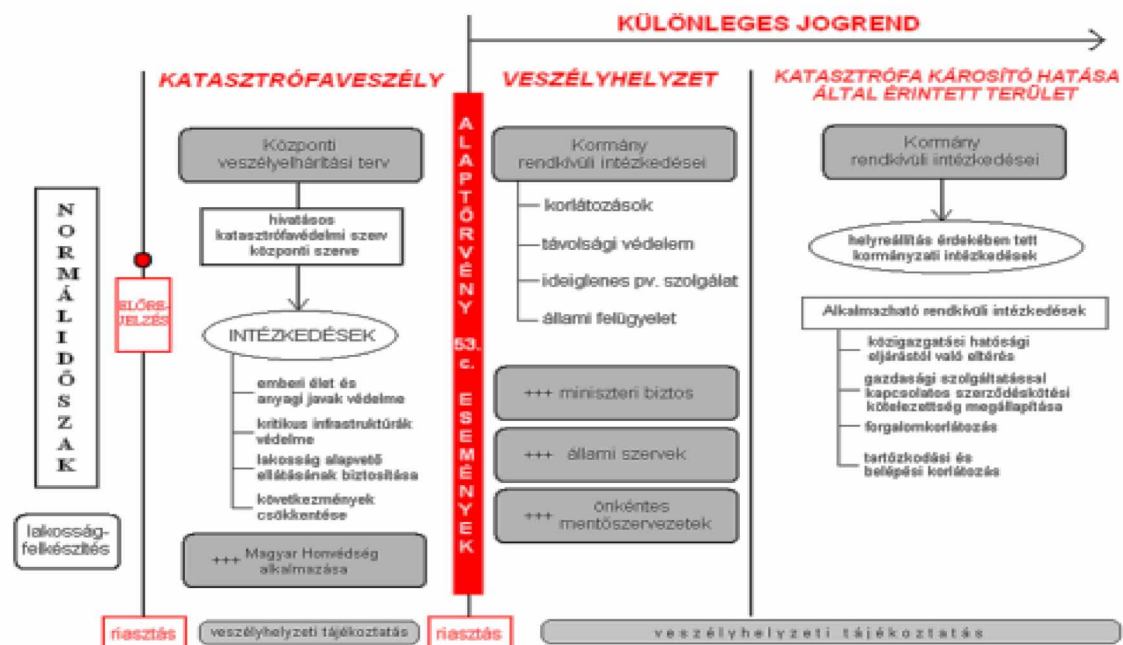 KÜLÖNLEGES JOGREND
NORMÁLIDŐSZAK
lakosság-
felkészítés
ELŐRE-
JELZÉS
riasztás
KATASZTRÓFAVESZÉLY
Központi
veszélyelhárítási terv
hivatásos
katasztrófavédelmi szerv
központi szerve
INTÉZKEDÉSEK
emberi élet és
anyagi javak védelme
kritikus infrastruktúrák
védelme
lakosság alapvető
ellátásának biztosítása
következmények
csökkentése
+++ Magyar Honvédség
alkalmazása
veszélyhelyzeti tájékoztatás
ALAPTÖRVÉNY 53. c. ESEMÉNYEK
riasztás
VESZÉLYHELYZET
Kormány
rendkívüli intézkedései
korlátozások
távolsági védelem
ideiglenes pv. szolgálat
állami felügyelet
+++ miniszteri biztos
+++ állami szervek
+++ önkéntes
mentőszervezetek
KATASZTRÓFA KÁROSÍTÓ HATÁSA
ÁLTAL ÉRINTETT TERÜLET
Kormány
rendkívüli intézkedései
helyreállítás érdekében tett
kormányzati intézkedések
Alkalmazható rendkívüli intézkedések
közigazgatási hatósági
eljárástól való eltérés
gazdasági szolgáltatással
kapcsolatos szerződéskötési
kötelezettség megállapítása
forgalomkorlátozás
tartózkodási és
belépési korlátozás
veszélyhelyzeti tájékoztatás